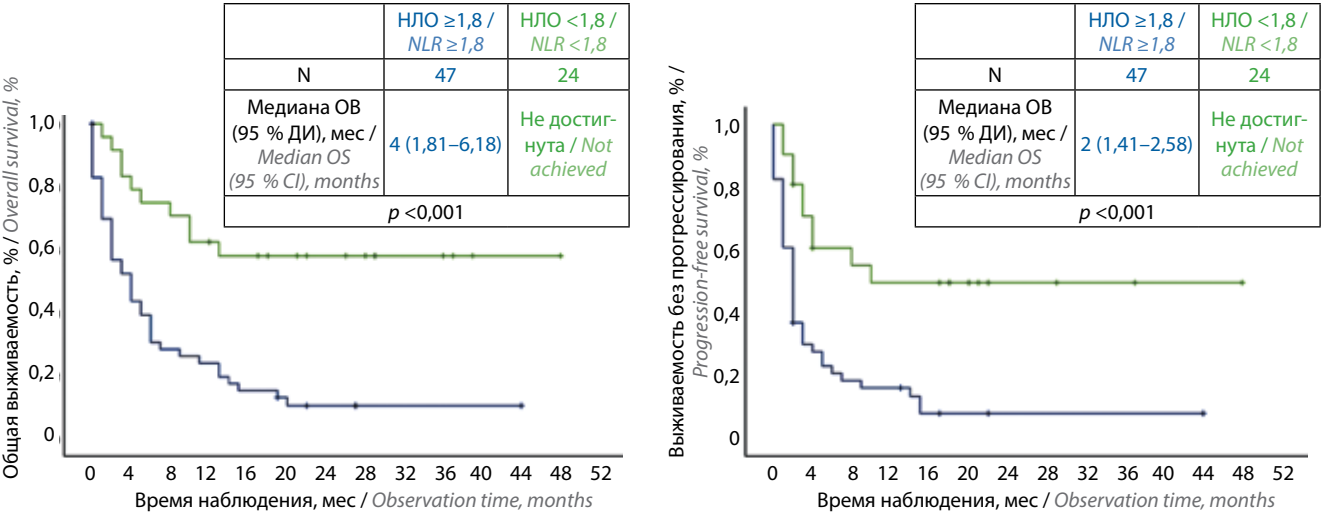 Общая выживаемость, % / Overall survival, %
НЛО ≥1,8 /
NLR ≥1,8
НЛО <1,8 /
NLR <1,8
N
47
24
Медиана ОВ
(95 % ДИ), мес /
Median OS
(95 % CI), months
4 (1,81–6,18)
Не достиг-
нута / Not
achieved
p <0,001
1,0
0,8
0,6
0,4
0,2
0
0 4 8 12 16 20 24 28 32 36 40 44 48 52
Время наблюдения, мес / Observation time, months
Выживаемость без прогрессирования, % /
Progression-free survival, %
НЛО ≥1,8 /
NLR ≥1,8
НЛО <1,8 /
NLR <1,8
N
47
24
Медиана ОВ
(95 % ДИ), мес /
Median OS
(95 % CI), months
2 (1,41–2,58)
Не достиг-
нута / Not
achieved
p <0,001
1,0
0,8
0,6
0,4
0,2
0
0 4 8 12 16 20 24 28 32 36 40 44 48 52
Время наблюдения, мес / Observation time, months